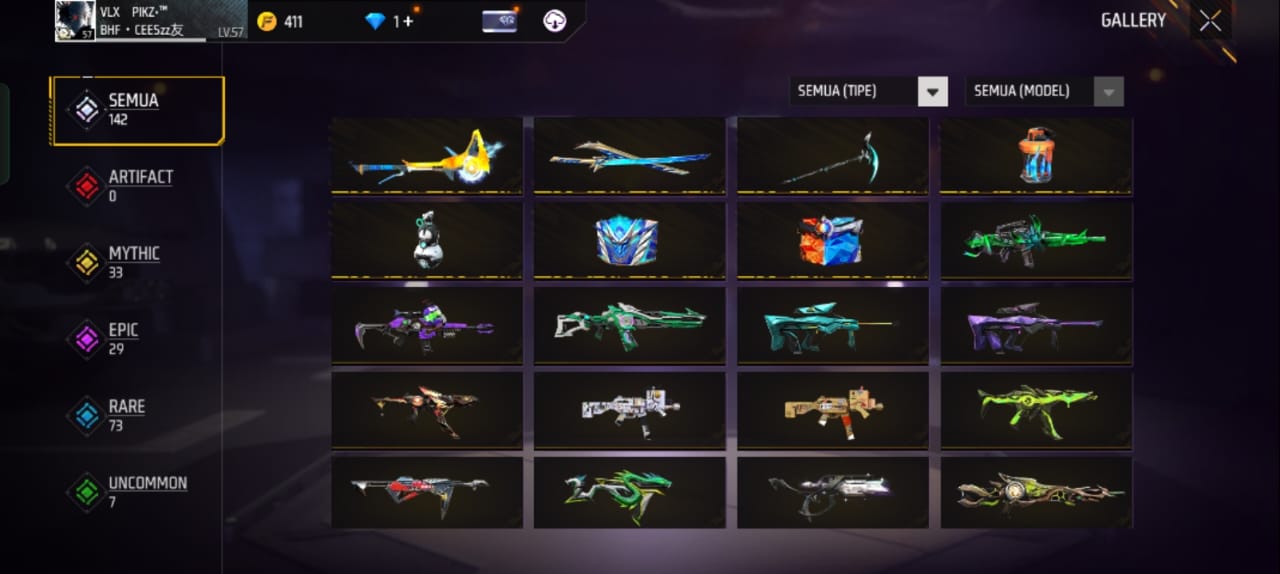 VLX PIKZ•™
BHF • CEE5zz友
57
LV.57
411
1 +
GALLERY
SEMUA (TIPE)
SEMUA (MODEL)
SEMUA
142
ARTIFACT
0
MYTHIC
33
EPIC
29
RARE
73
UNCOMMON
7